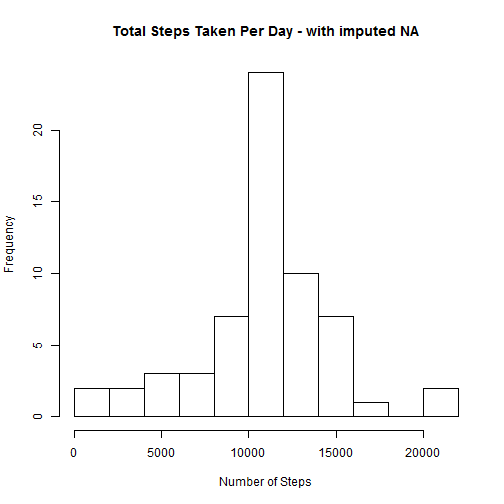 Total Steps Taken Per Day - with imputed NA
20
15
10
5
0
Frequency
0 5000 10000 15000 20000
Number of Steps